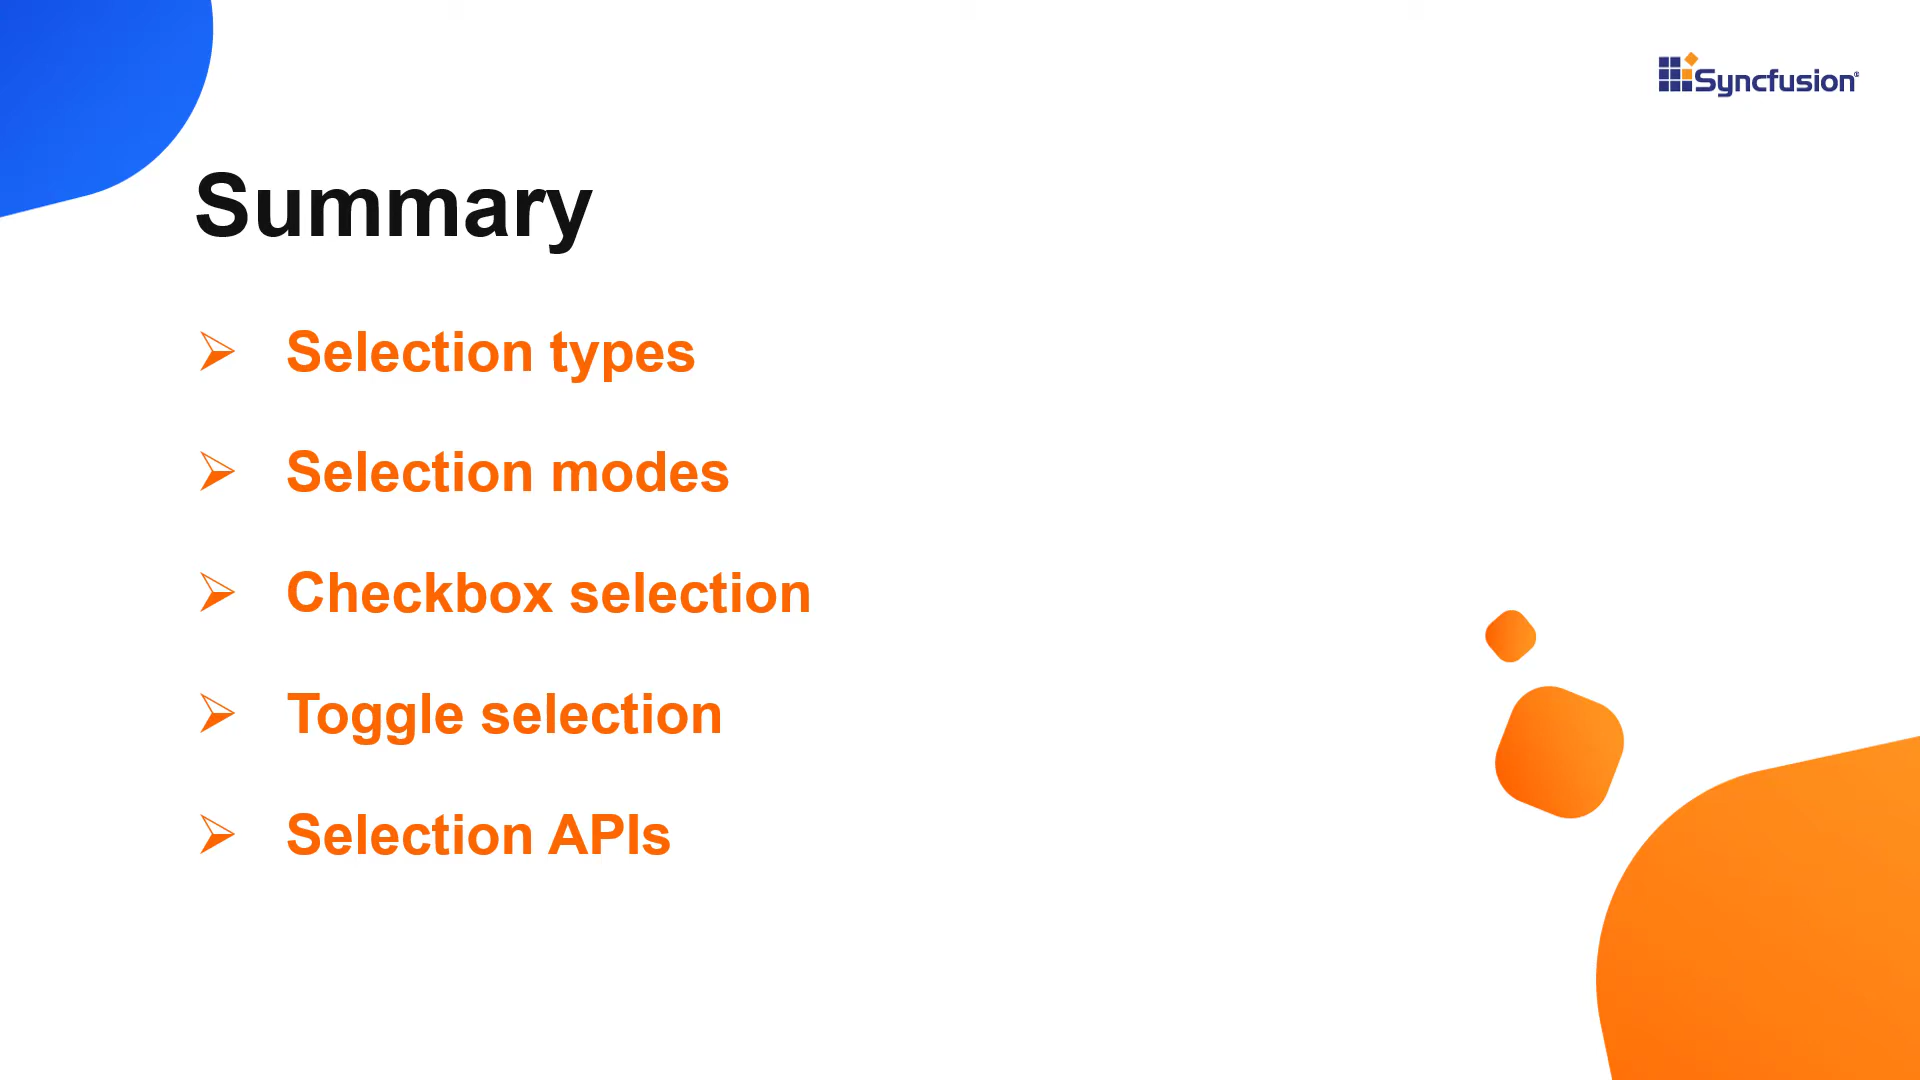 Syncfusion®
Summary
➢ Selection types
➢ Selection modes
➢ Checkbox selection
➢ Toggle selection
➢ Selection APIs